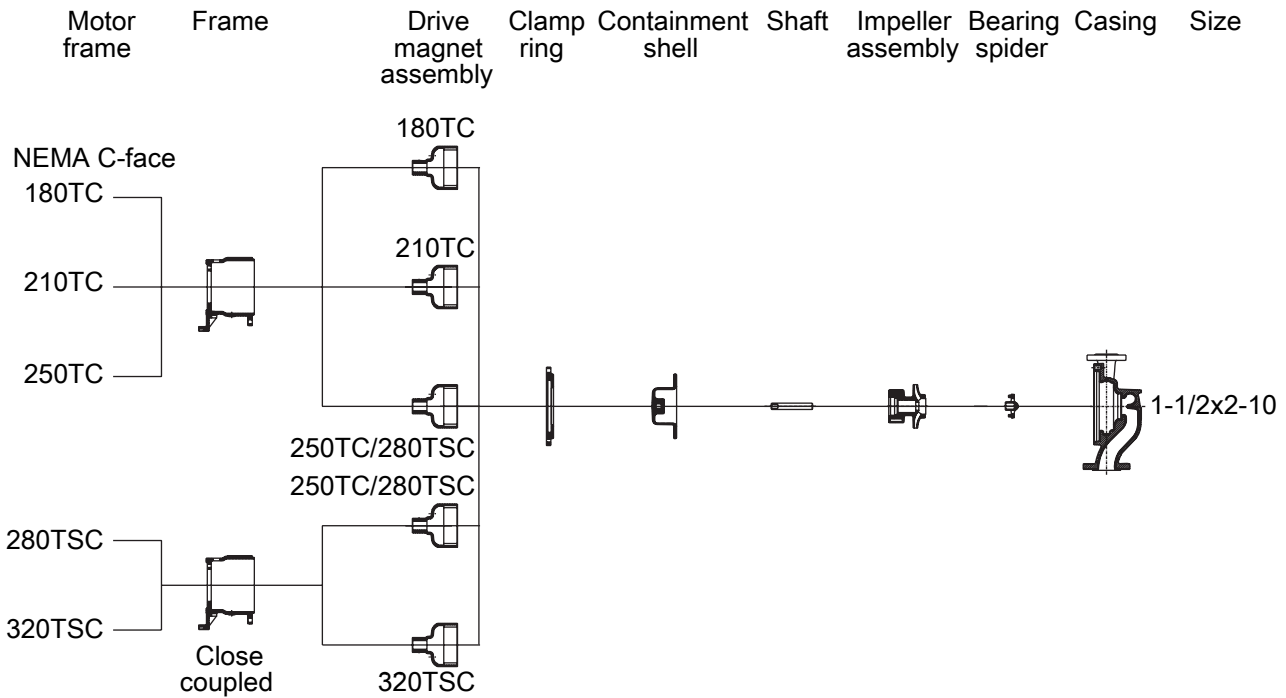 Motor frame
Frame
Drive magnet assembly
Clamp ring
Containment shell
Shaft
Impeller assembly
Bearing spider
Casing
Size
180TC
NEMA C-face
180TC
210TC
210TC
250TC
1-1/2x2-10
250TC/280TSC
250TC/280TSC
280TSC
320TSC
Close coupled
320TSC